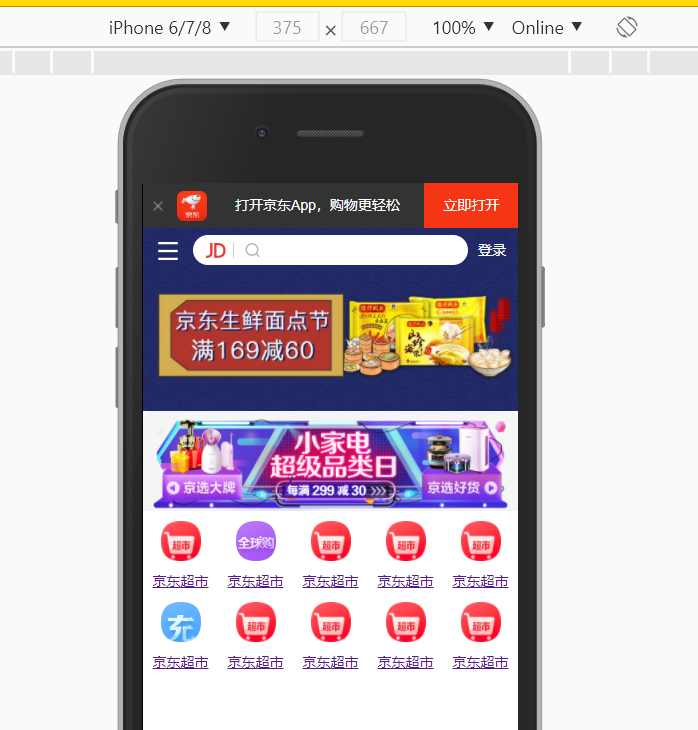 iPhone 6/7/8 ▼ 375 × 667 100% ▼ Online ▼
京东
打开京东App，购物更轻松
立即打开
JD
登录
京东生鲜面点节
满169减60
山珍海味
小家电
超级品类日
京选大牌
每满 299 减 30
京选好货
超市 全球购 超市 超市 超市
京东超市 京东超市 京东超市 京东超市 京东超市
充 超市 超市 超市 超市
京东超市 京东超市 京东超市 京东超市 京东超市